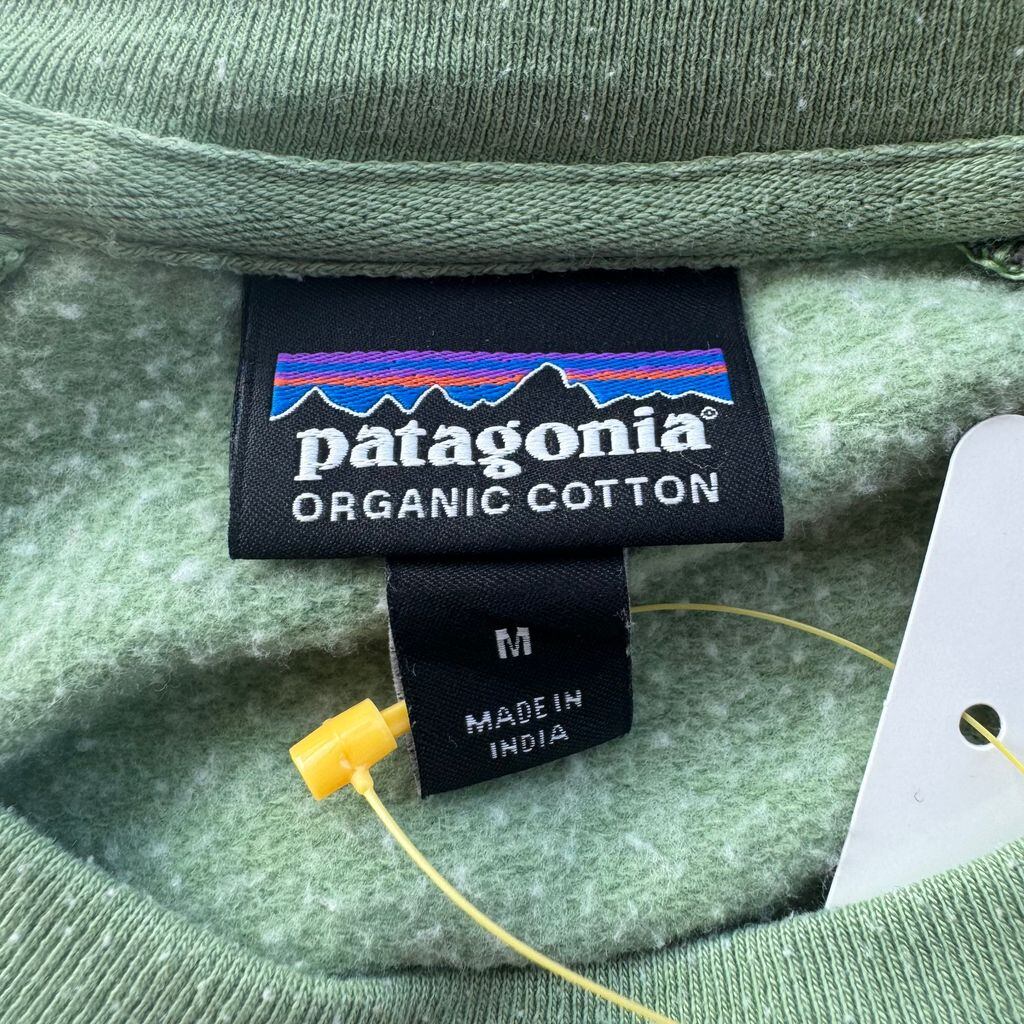 patagonia®
ORGANIC COTTON
M
MADE IN
INDIA